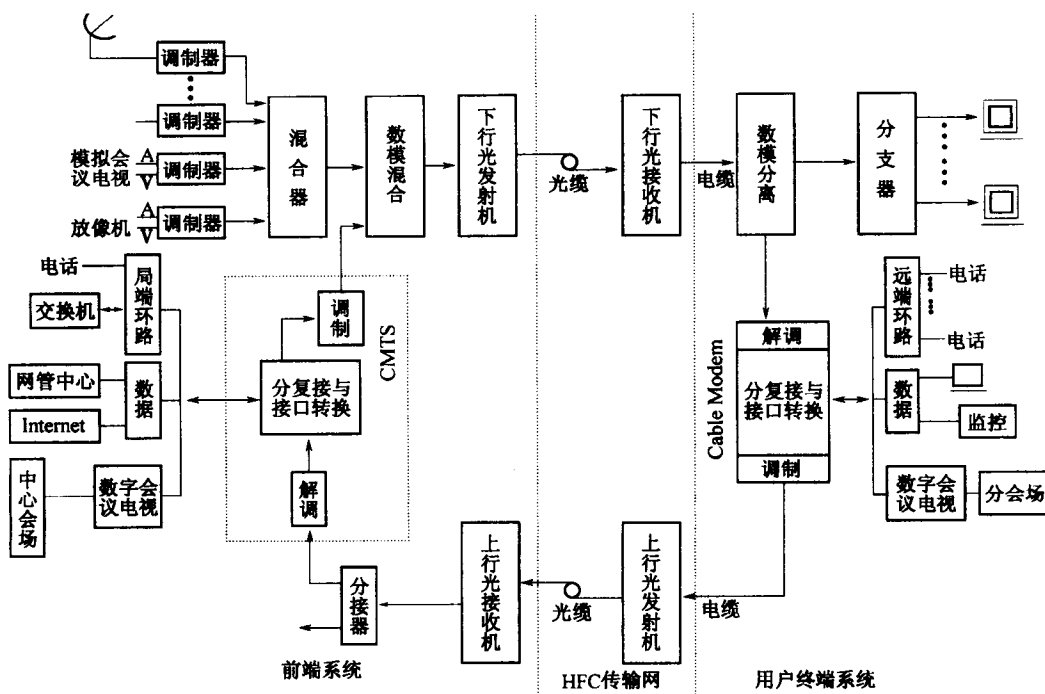 调制器
调制器
模拟会
议电视
A
V
调制器
放像机
A
V
调制器
混合器
数模混合
下行光发射机
光缆
下行光接收机
电缆
数模分离
分支器
电话
局端环路
交换机
网管中心
Internet
数据
中心会场
数字会
议电视
调制
CMTS
分复接与
接口转换
解调
Cable Modem
解调
分复接与
接口转换
调制
远端环路
电话
电话
数据
监控
数字会
议电视
分会场
分接器
上行光接收机
光缆
上行光发射机
电缆
前端系统
HFC传输网
用户终端系统